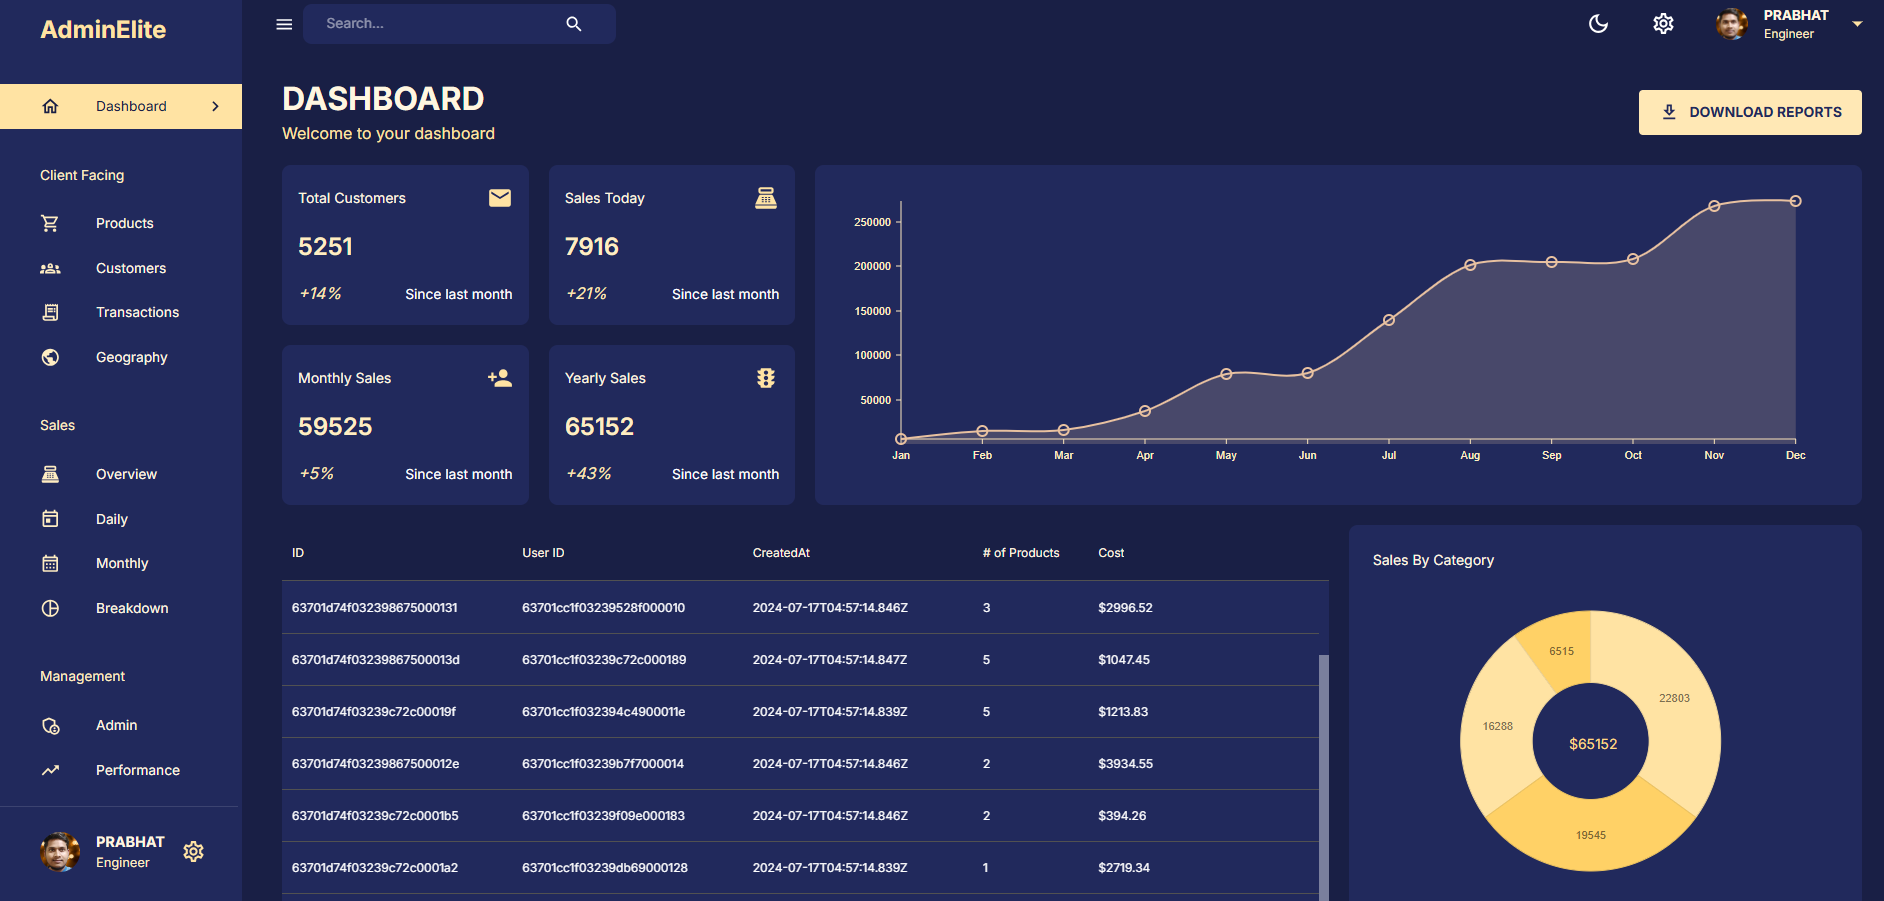 AdminElite
Dashboard
Client Facing
Products
Customers
Transactions
Geography
Sales
Overview
Daily
Monthly
Breakdown
Management
Admin
Performance
PRABHAT
Engineer
Search...
PRABHAT
Engineer
DASHBOARD
Welcome to your dashboard
DOWNLOAD REPORTS
Total Customers
5251
+14% Since last month
Sales Today
7916
+21% Since last month
Monthly Sales
59525
+5% Since last month
Yearly Sales
65152
+43% Since last month
250000
200000
150000
100000
50000
Jan Feb Mar Apr May Jun Jul Aug Sep Oct Nov Dec
ID User ID CreatedAt # of Products Cost
63701d74f032398675000131 63701cc1f03239528f000010 2024-07-17T04:57:14.846Z 3 $2996.52
63701d74f03239867500013d 63701cc1f03239c72c000189 2024-07-17T04:57:14.847Z 5 $1047.45
63701d74f03239c72c00019f 63701cc1f032394c4900011e 2024-07-17T04:57:14.839Z 5 $1213.83
63701d74f03239867500012e 63701cc1f03239b7f7000014 2024-07-17T04:57:14.846Z 2 $3934.55
63701d74f03239c72c0001b5 63701cc1f03239f09e000183 2024-07-17T04:57:14.846Z 2 $394.26
63701d74f03239c72c0001a2 63701cc1f03239db69000128 2024-07-17T04:57:14.839Z 1 $2719.34
Sales By Category
6515
22803
16288
$65152
19545